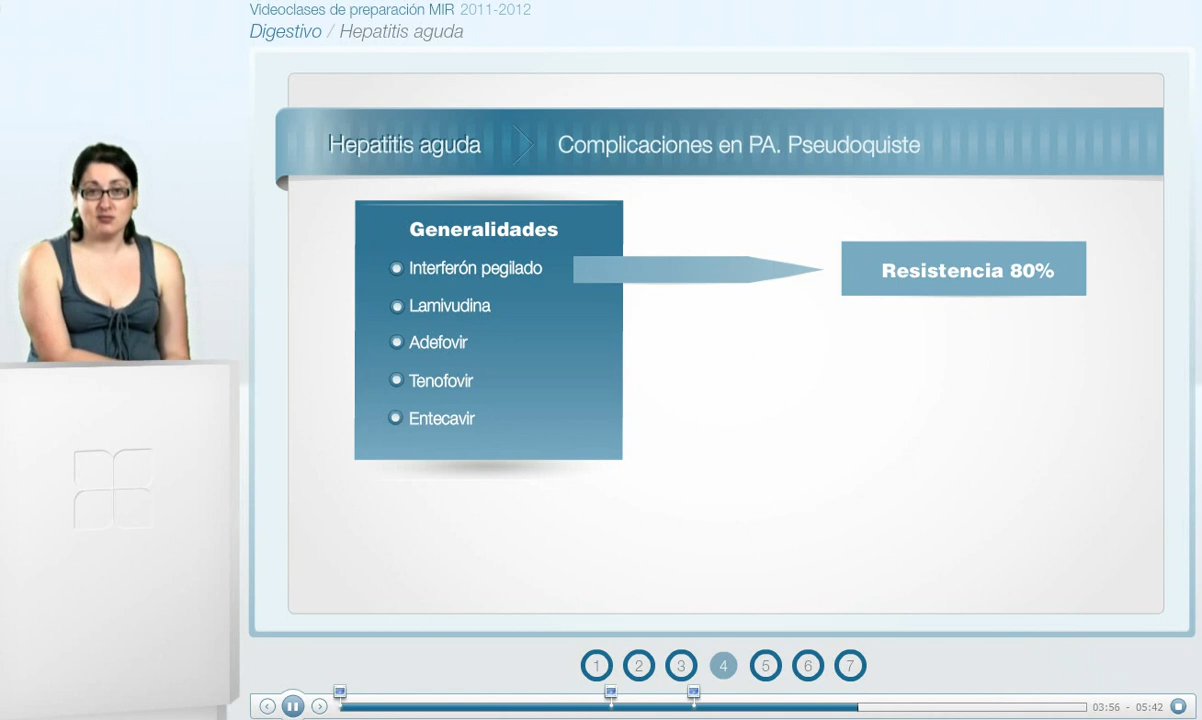 Videoclases de preparación MIR 2011-2012
Digestivo / Hepatitis aguda
Hepatitis aguda
Complicaciones en PA. Pseudoquiste
Generalidades
Interferón pegilado
Lamivudina
Adefovir
Tenofovir
Entecavir
Resistencia 80%
1 2 3 4 5 6 7
03:56 - 05:42